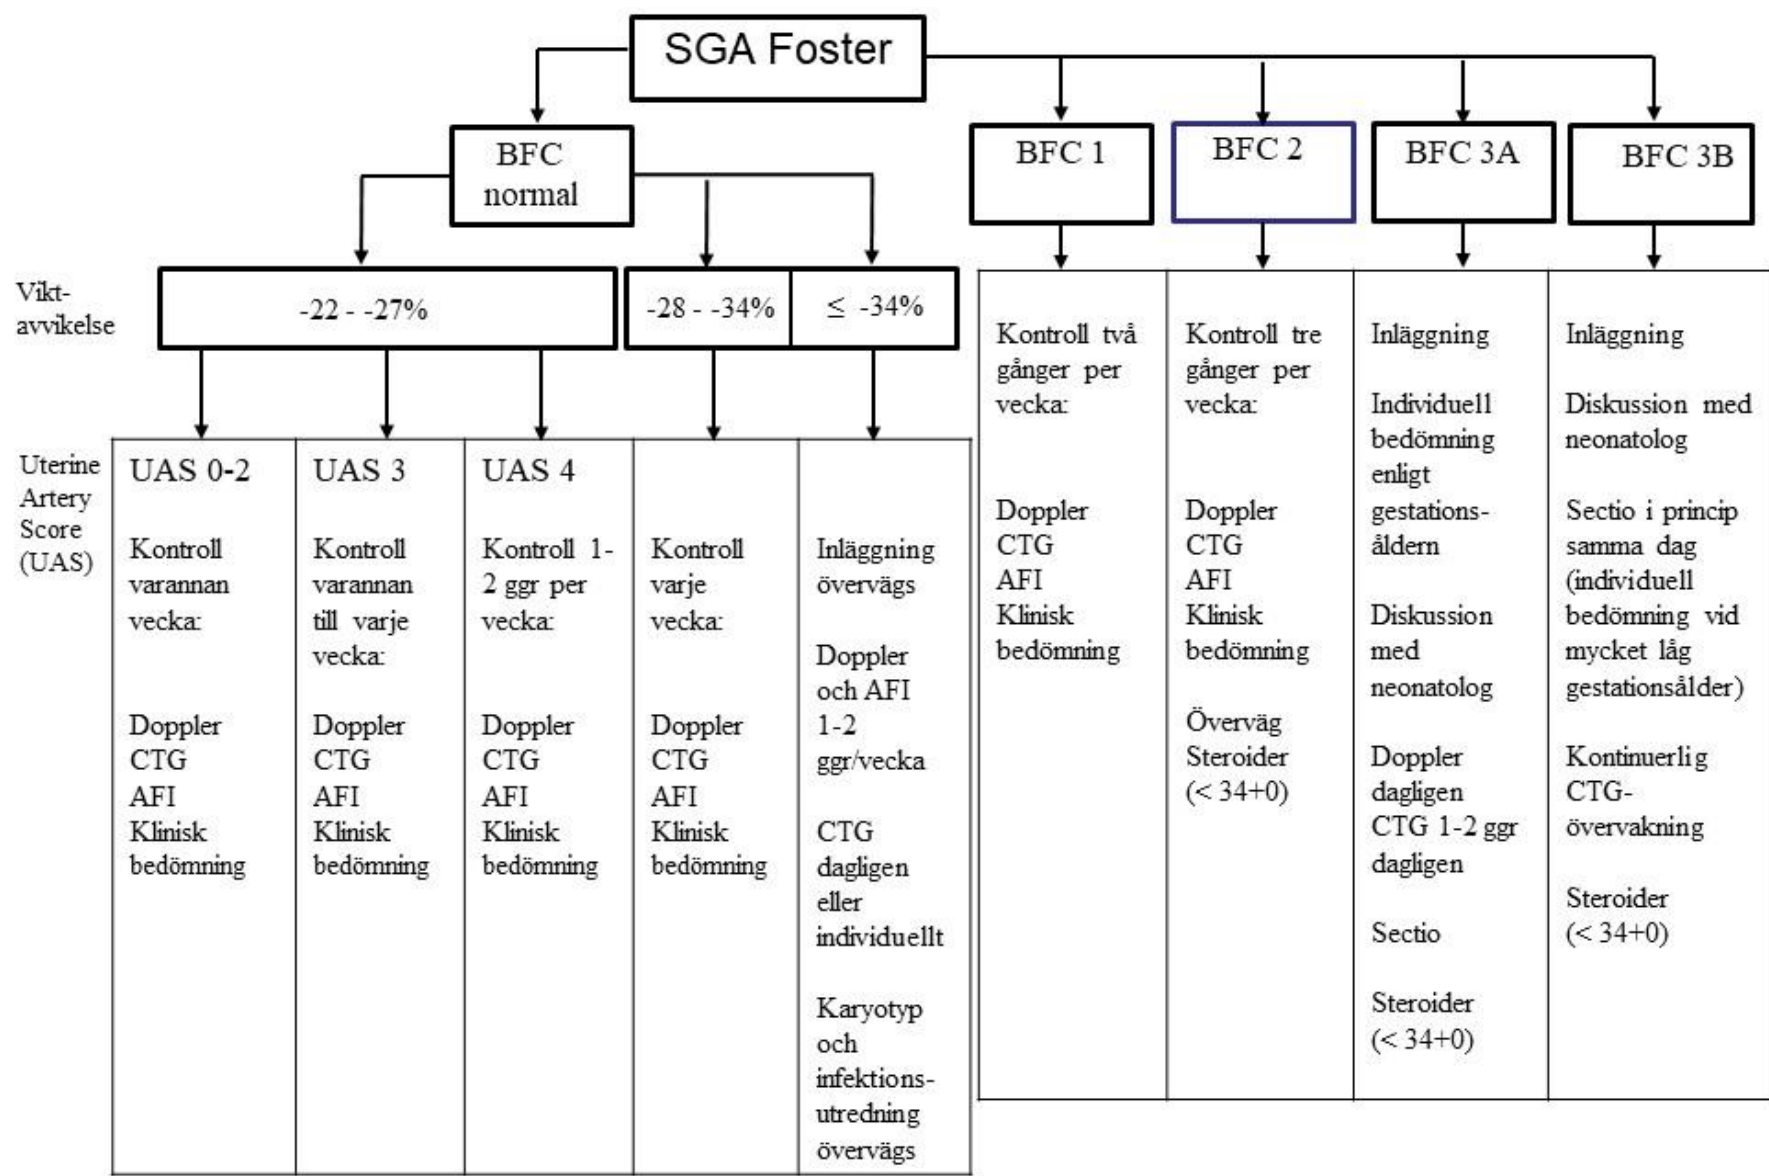 SGA Foster
BFC
normal
BFC 1
BFC 2
BFC 3A
BFC 3B
Vikt-
avvikelse
-22 - -27%
-28 - -34%
≤ -34%
Uterine
Artery
Score
(UAS)
UAS 0-2
Kontroll
varannan
vecka:
Doppler
CTG
AFI
Klinisk
bedömning
UAS 3
Kontroll
varannan
till varje
vecka:
Doppler
CTG
AFI
Klinisk
bedömning
UAS 4
Kontroll 1-
2 ggr per
vecka:
Doppler
CTG
AFI
Klinisk
bedömning
Kontroll
varje
vecka:
Doppler
CTG
AFI
Klinisk
bedömning
Inläggning
övervägs
Doppler
och AFI
1-2
ggr/vecka
CTG
dagligen
eller
individuellt
Karyotyp
och
infektions-
utredning
övervägs
Kontroll två
gånger per
vecka:
Doppler
CTG
AFI
Klinisk
bedömning
Kontroll tre
gånger per
vecka:
Doppler
CTG
AFI
Klinisk
bedömning
Överväg
Steroider
(< 34+0)
Inläggning
Individuell
bedömning
enligt
gestations-
åldern
Diskussion
med
neonatolog
Doppler
dagligen
CTG 1-2 ggr
dagligen
Sectio
Steroider
(< 34+0)
Inläggning
Diskussion med
neonatolog
Sectio i princip
samma dag
(individuell
bedömning vid
mycket låg
gestationsålder)
Kontinuerlig
CTG-
övervakning
Steroider
(< 34+0)